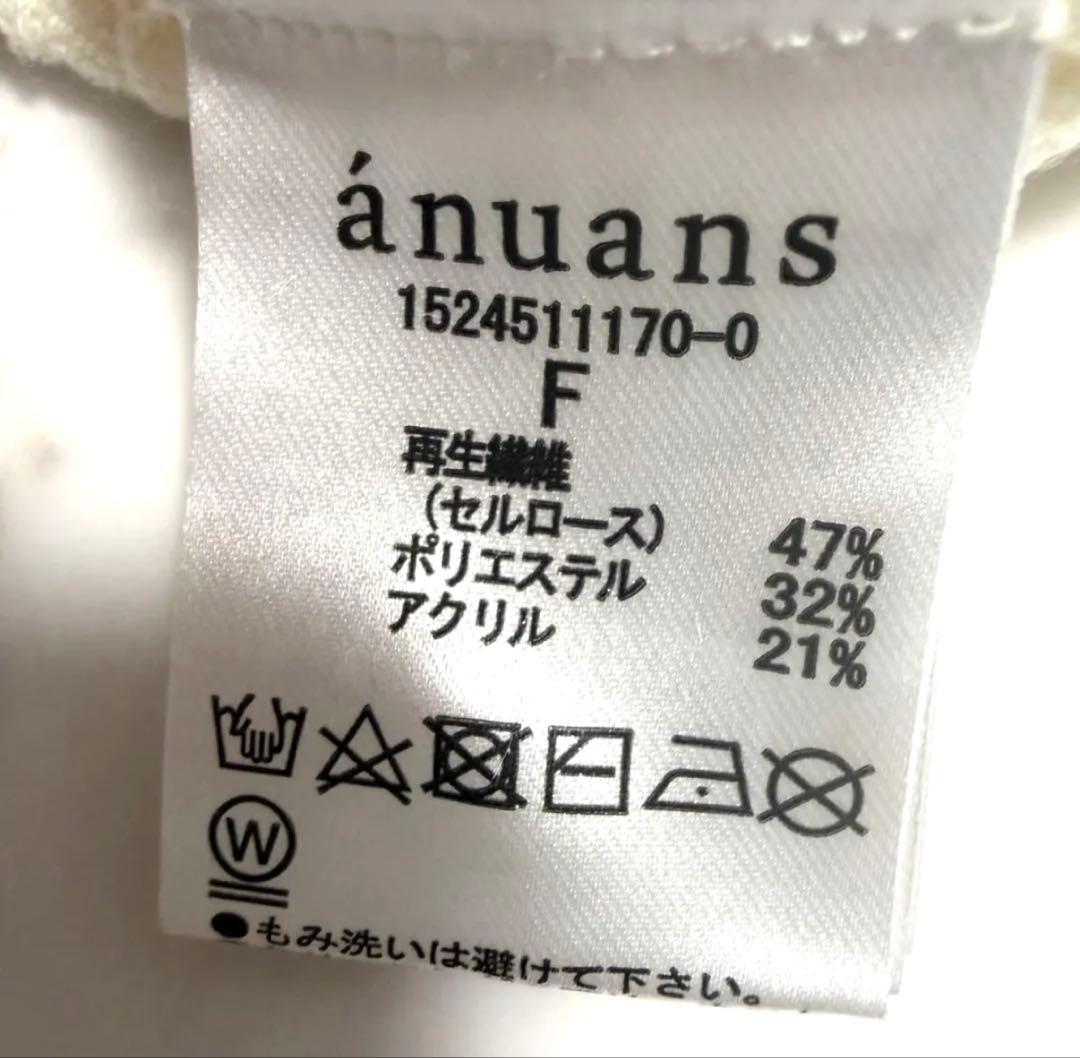 ánuans
1524511170-0
F
再生繊維
(セルロース) 47%
ポリエステル 32%
アクリル 21%
W
●もみ洗いは避けて下さい。